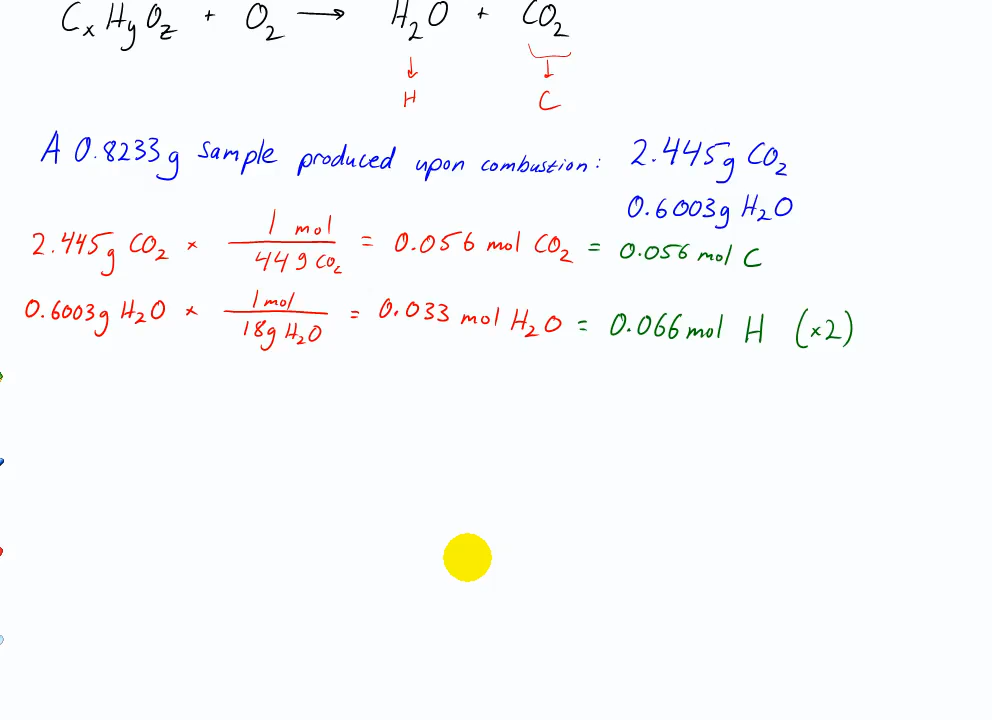 CxHyOz + O2 → H2O + CO2
↓ ↓
H C
A 0.8233g sample produced upon combustion: 2.445g CO2
0.6003g H2O
2.445g CO2 × 1 mol / 44g CO2 = 0.056 mol CO2 = 0.056 mol C
0.6003g H2O × 1 mol / 18g H2O = 0.033 mol H2O = 0.066 mol H (×2)